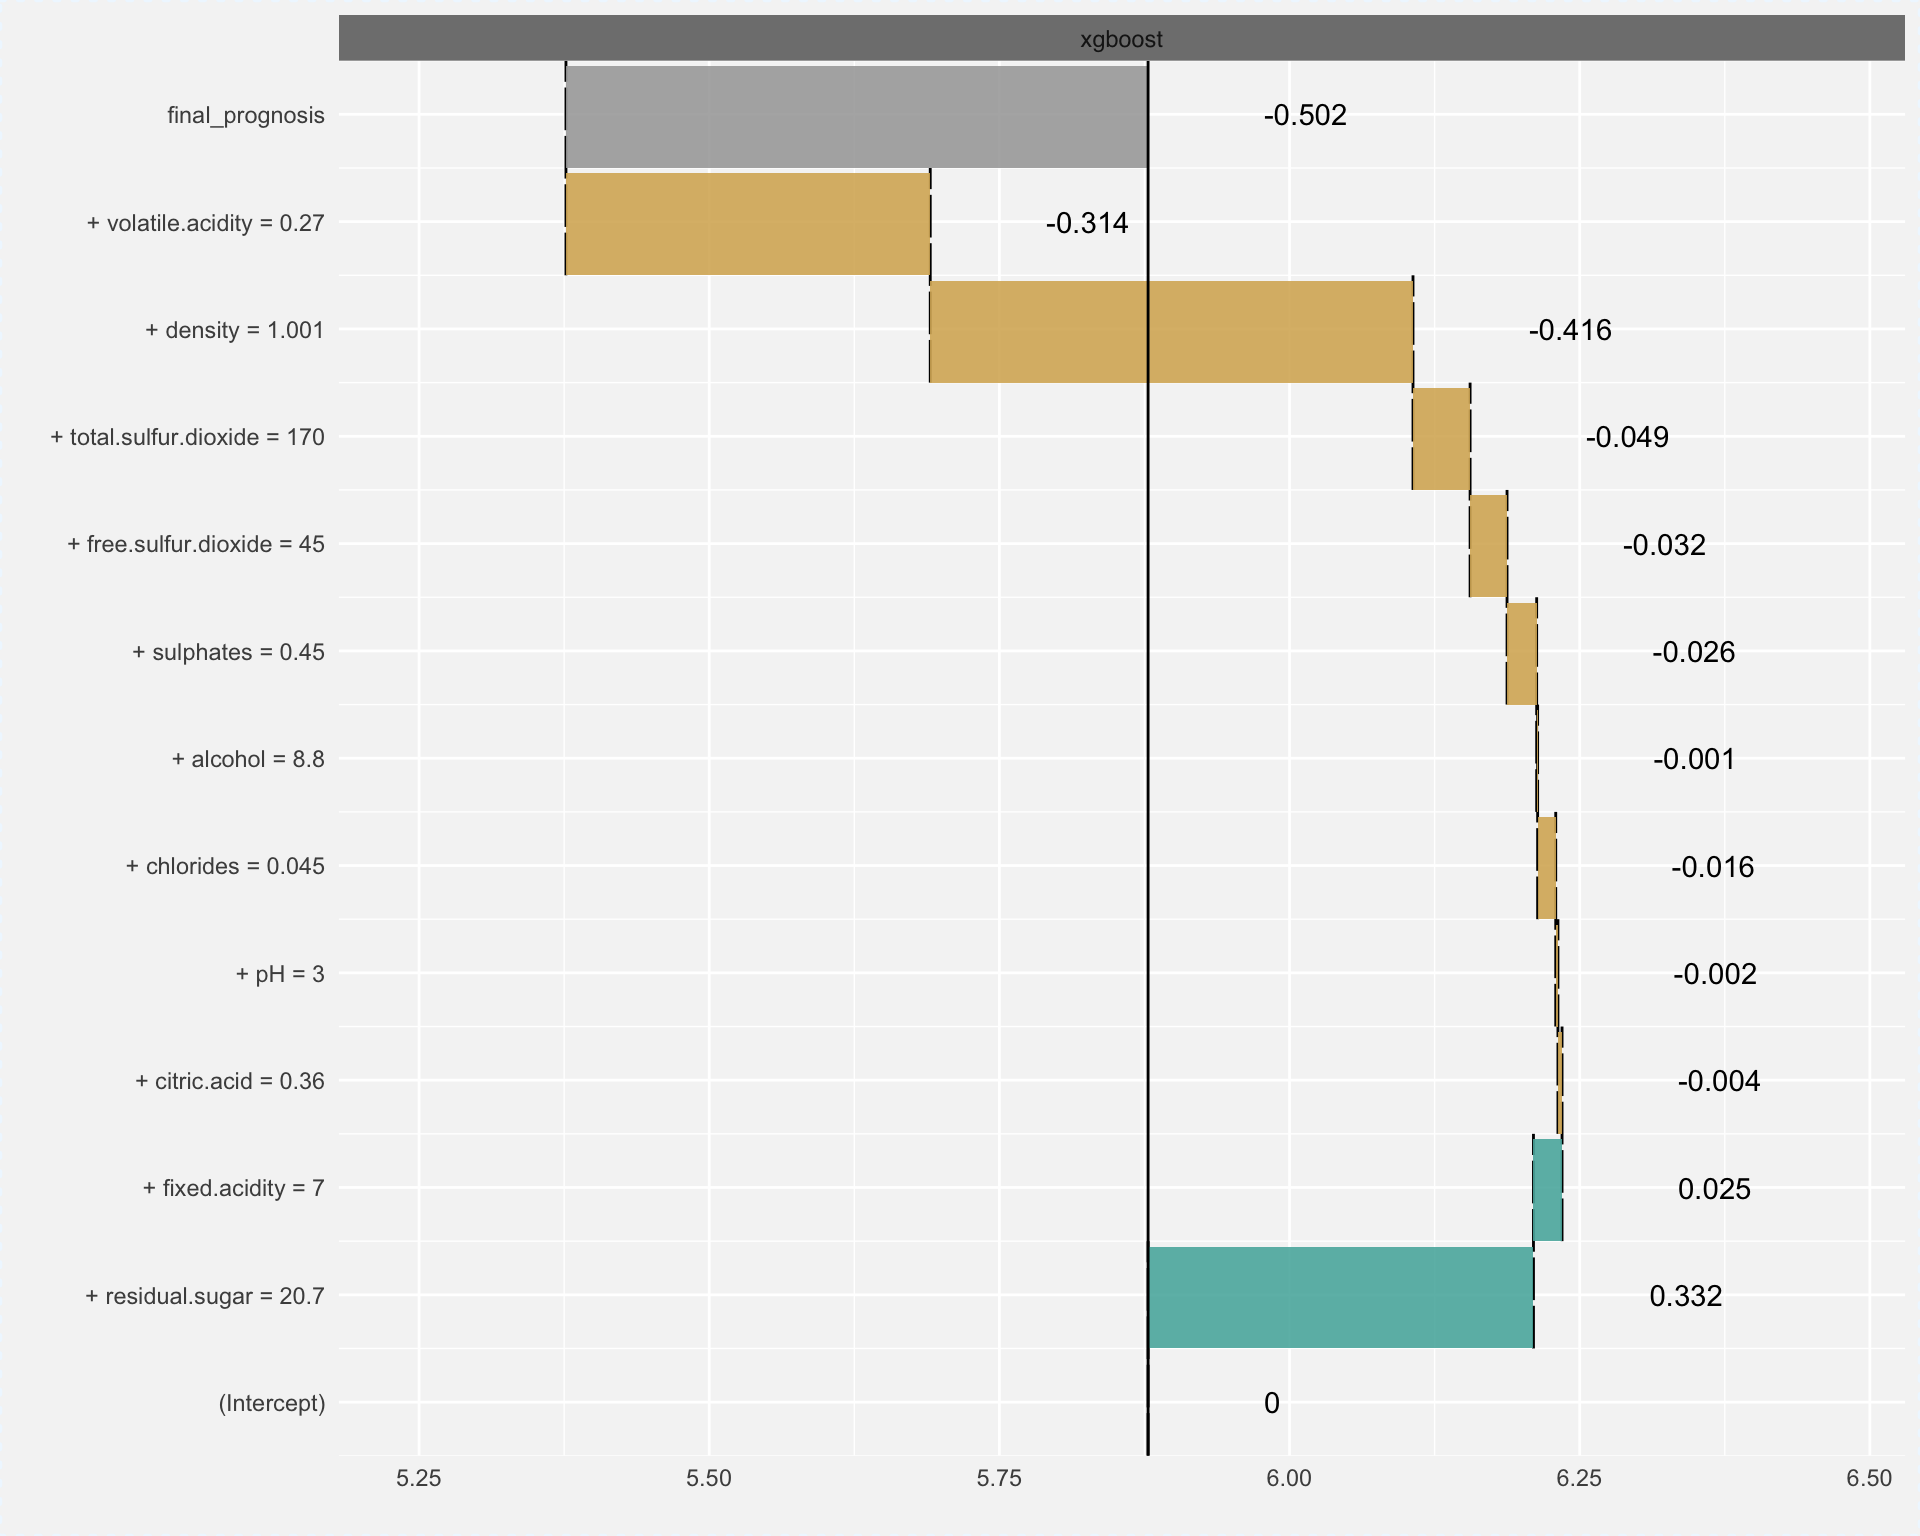 xgboost
final_prognosis -0.502
+ volatile.acidity = 0.27 -0.314
+ density = 1.001 -0.416
+ total.sulfur.dioxide = 170 -0.049
+ free.sulfur.dioxide = 45 -0.032
+ sulphates = 0.45 -0.026
+ alcohol = 8.8 -0.001
+ chlorides = 0.045 -0.016
+ pH = 3 -0.002
+ citric.acid = 0.36 -0.004
+ fixed.acidity = 7 0.025
+ residual.sugar = 20.7 0.332
(Intercept) 0
5.25 5.50 5.75 6.00 6.25 6.50